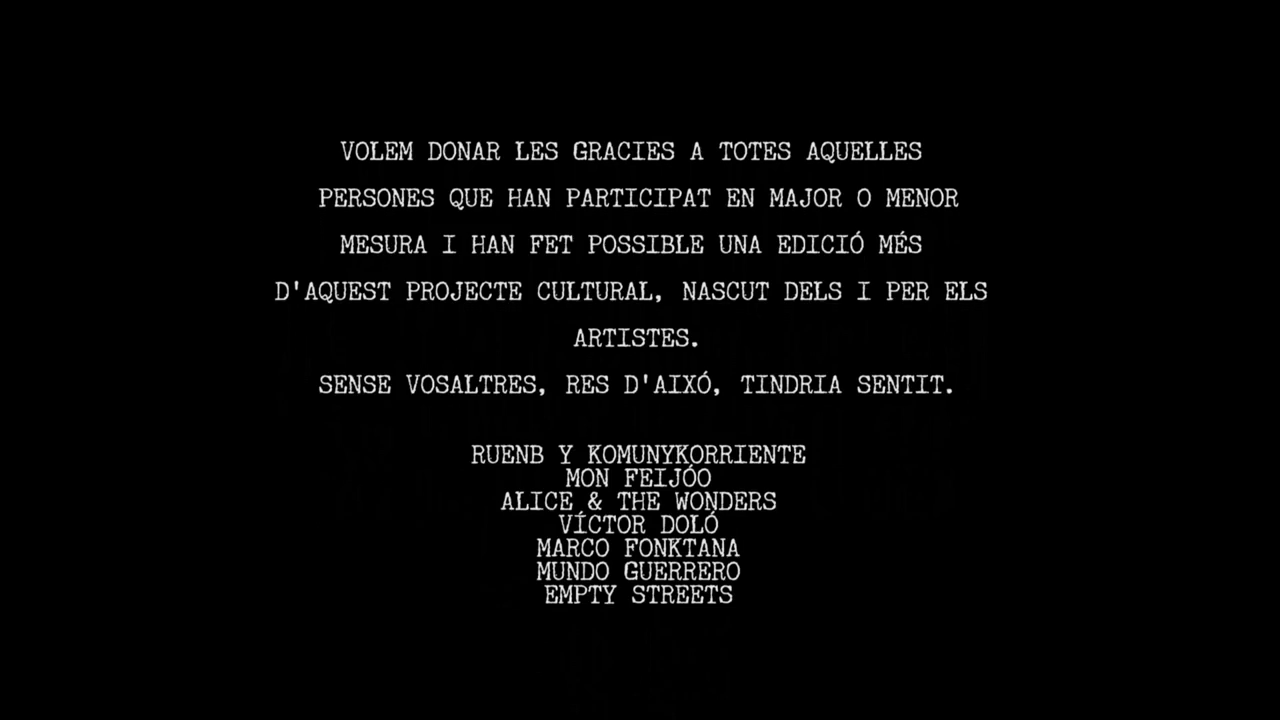 VOLEM DONAR LES GRACIES A TOTES AQUELLES
PERSONES QUE HAN PARTICIPAT EN MAJOR O MENOR
MESURA I HAN FET POSSIBLE UNA EDICIÓ MÉS
D'AQUEST PROJECTE CULTURAL, NASCUT DELS I PER ELS
ARTISTES.
SENSE VOSALTRES, RES D'AIXÓ, TINDRIA SENTIT.
RUENB Y KOMUNYKORRIENTE
MON FEIJÓO
ALICE & THE WONDERS
VÍCTOR DOLÓ
MARCO FONKTANA
MUNDO GUERRERO
EMPTY STREETS